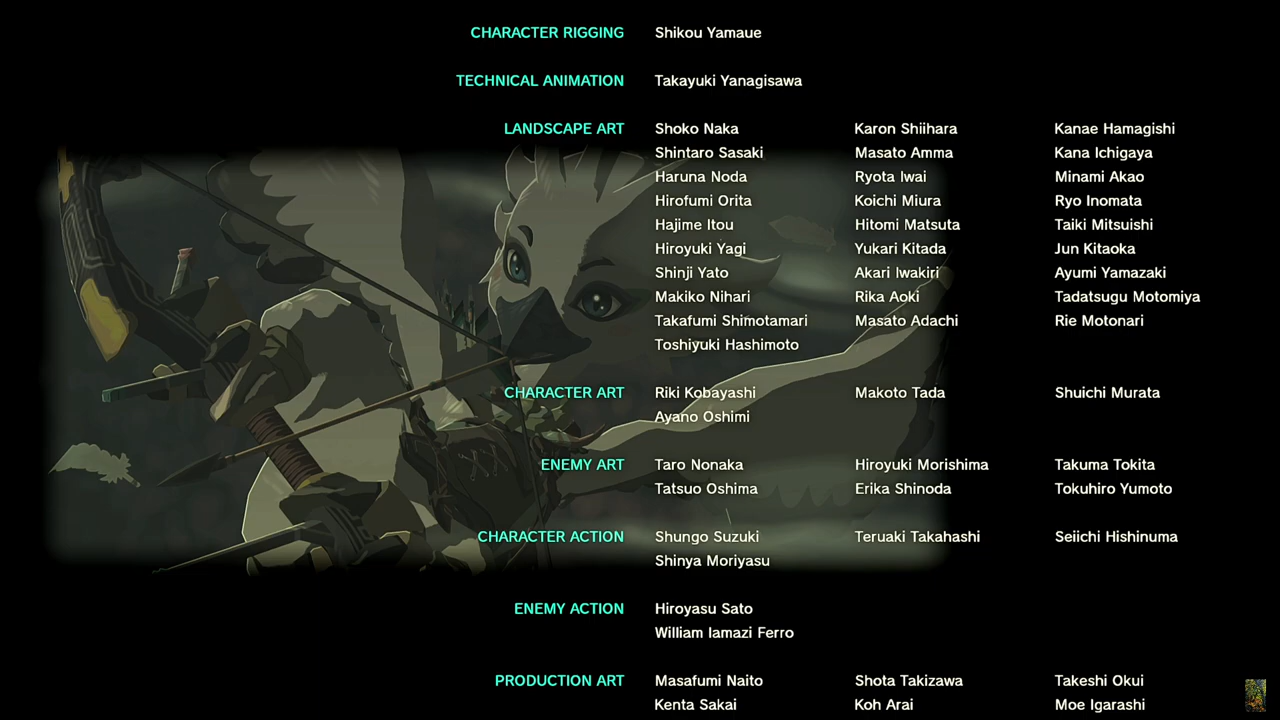 CHARACTER RIGGING Shikou Yamaue
TECHNICAL ANIMATION Takayuki Yanagisawa
LANDSCAPE ART Shoko Naka Karon Shiihara Kanae Hamagishi
Shintaro Sasaki Masato Amma Kana Ichigaya
Haruna Noda Ryota Iwai Minami Akao
Hirofumi Orita Koichi Miura Ryo Inomata
Hajime Itou Hitomi Matsuta Taiki Mitsuishi
Hiroyuki Yagi Yukari Kitada Jun Kitaoka
Shinji Yato Akari Iwakiri Ayumi Yamazaki
Makiko Nihari Rika Aoki Tadatsugu Motomiya
Takafumi Shimotamari Masato Adachi Rie Motonari
Toshiyuki Hashimoto
CHARACTER ART Riki Kobayashi Makoto Tada Shuichi Murata
Ayano Oshimi
ENEMY ART Taro Nonaka Hiroyuki Morishima Takuma Tokita
Tatsuo Oshima Erika Shinoda Tokuhiro Yumoto
CHARACTER ACTION Shungo Suzuki Teruaki Takahashi Seiichi Hishinuma
Shinya Moriyasu
ENEMY ACTION Hiroyasu Sato
William Iamazi Ferro
PRODUCTION ART Masafumi Naito Shota Takizawa Takeshi Okui
Kenta Sakai Koh Arai Moe Igarashi